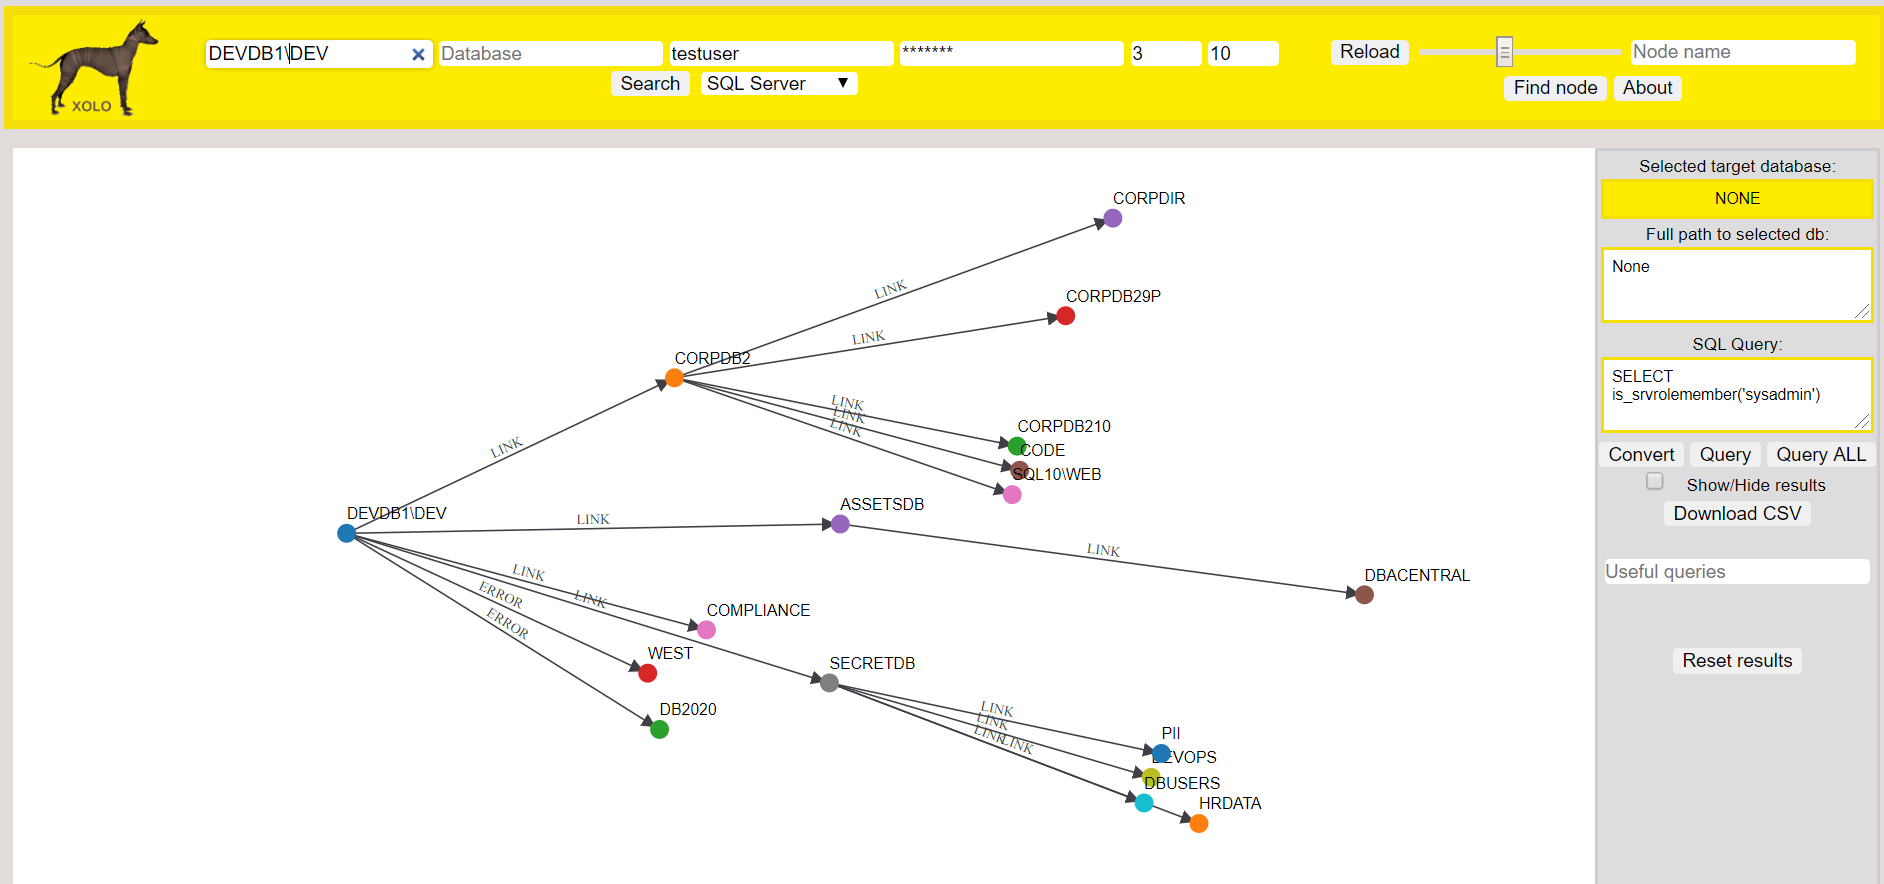 XOLO
DEVDB1\DEV
Database
testuser
*******
3
10
Reload
Node name
Search
SQL Server
Find node
About
Selected target database:
NONE
Full path to selected db:
None
SQL Query:
SELECT
is_srvrolemember('sysadmin')
Convert
Query
Query ALL
Show/Hide results
Download CSV
Useful queries
Reset results
CORPDIR
LINK
CORPDB29P
LINK
CORPDB2
LINK
LINK
LINK
CORPDB210
CODE
SQL10\WEB
LINK
DEVDB1\DEV
LINK
ASSETSDB
LINK
DBACENTRAL
LINK
ERROR
LINK
ERROR
COMPLIANCE
WEST
SECRETDB
DB2020
LINK
LINK
LINK
LINK
PII
DEVOPS
DBUSERS
HRDATA